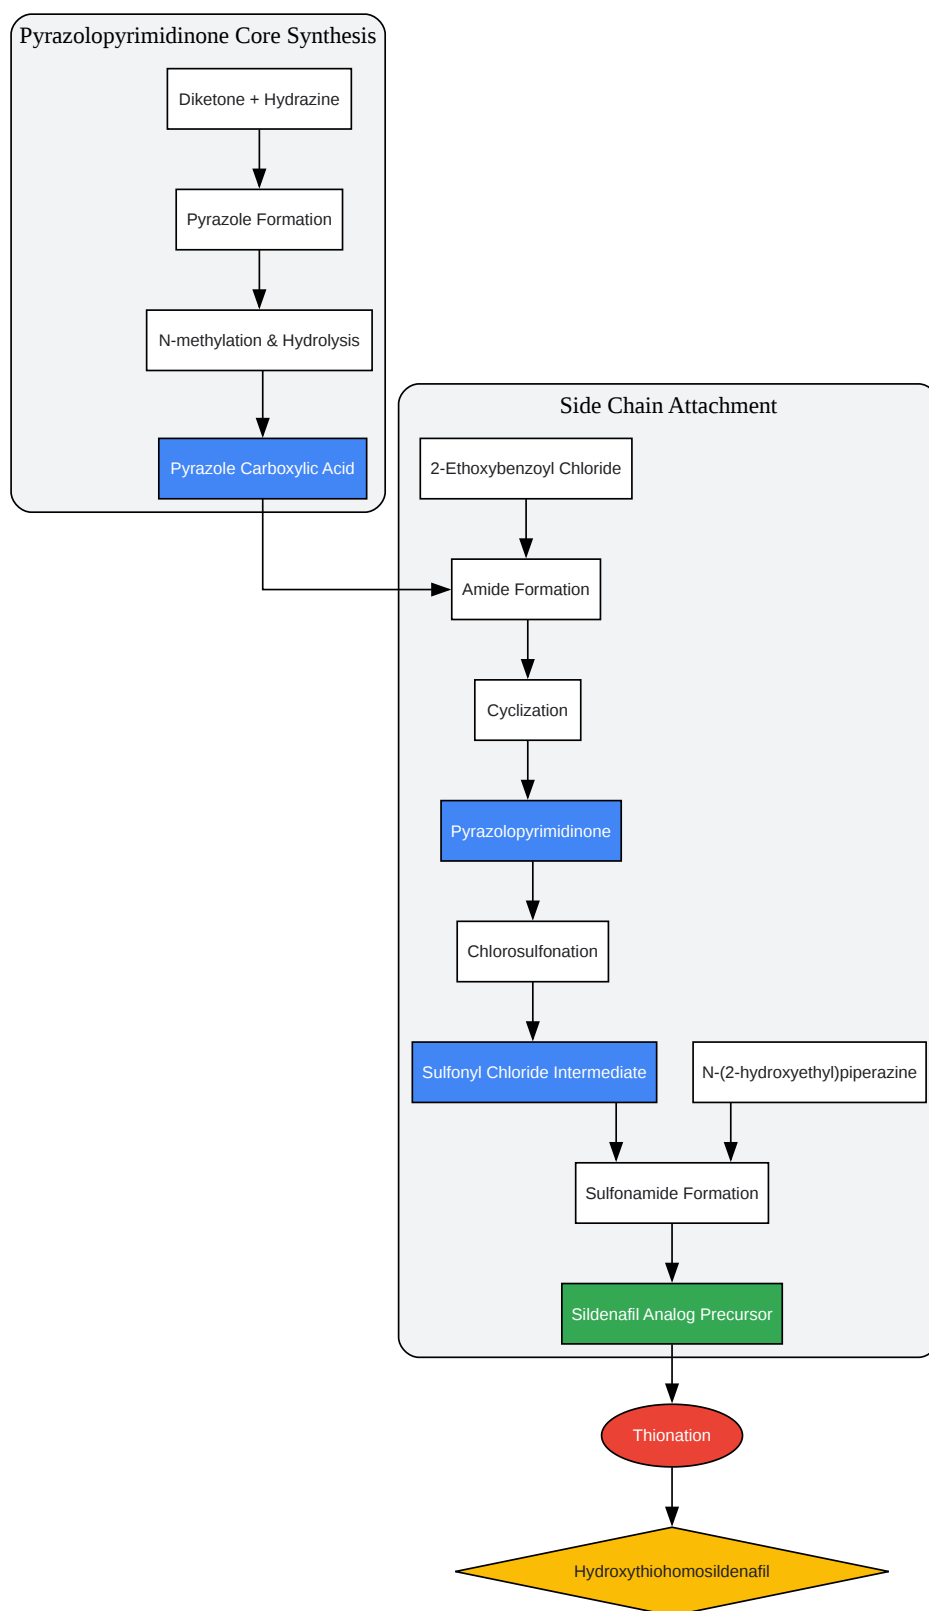 Pyrazolopyrimidinone Core Synthesis
Diketone + Hydrazine
Pyrazole Formation
N-methylation & Hydrolysis
Pyrazole Carboxylic Acid
Side Chain Attachment
2-Ethoxybenzoyl Chloride
Amide Formation
Cyclization
Pyrazolopyrimidinone
Chlorosulfonation
Sulfonyl Chloride Intermediate
N-(2-hydroxyethyl)piperazine
Sulfonamide Formation
Sildenafil Analog Precursor
Thionation
Hydroxythiohomosildenafil